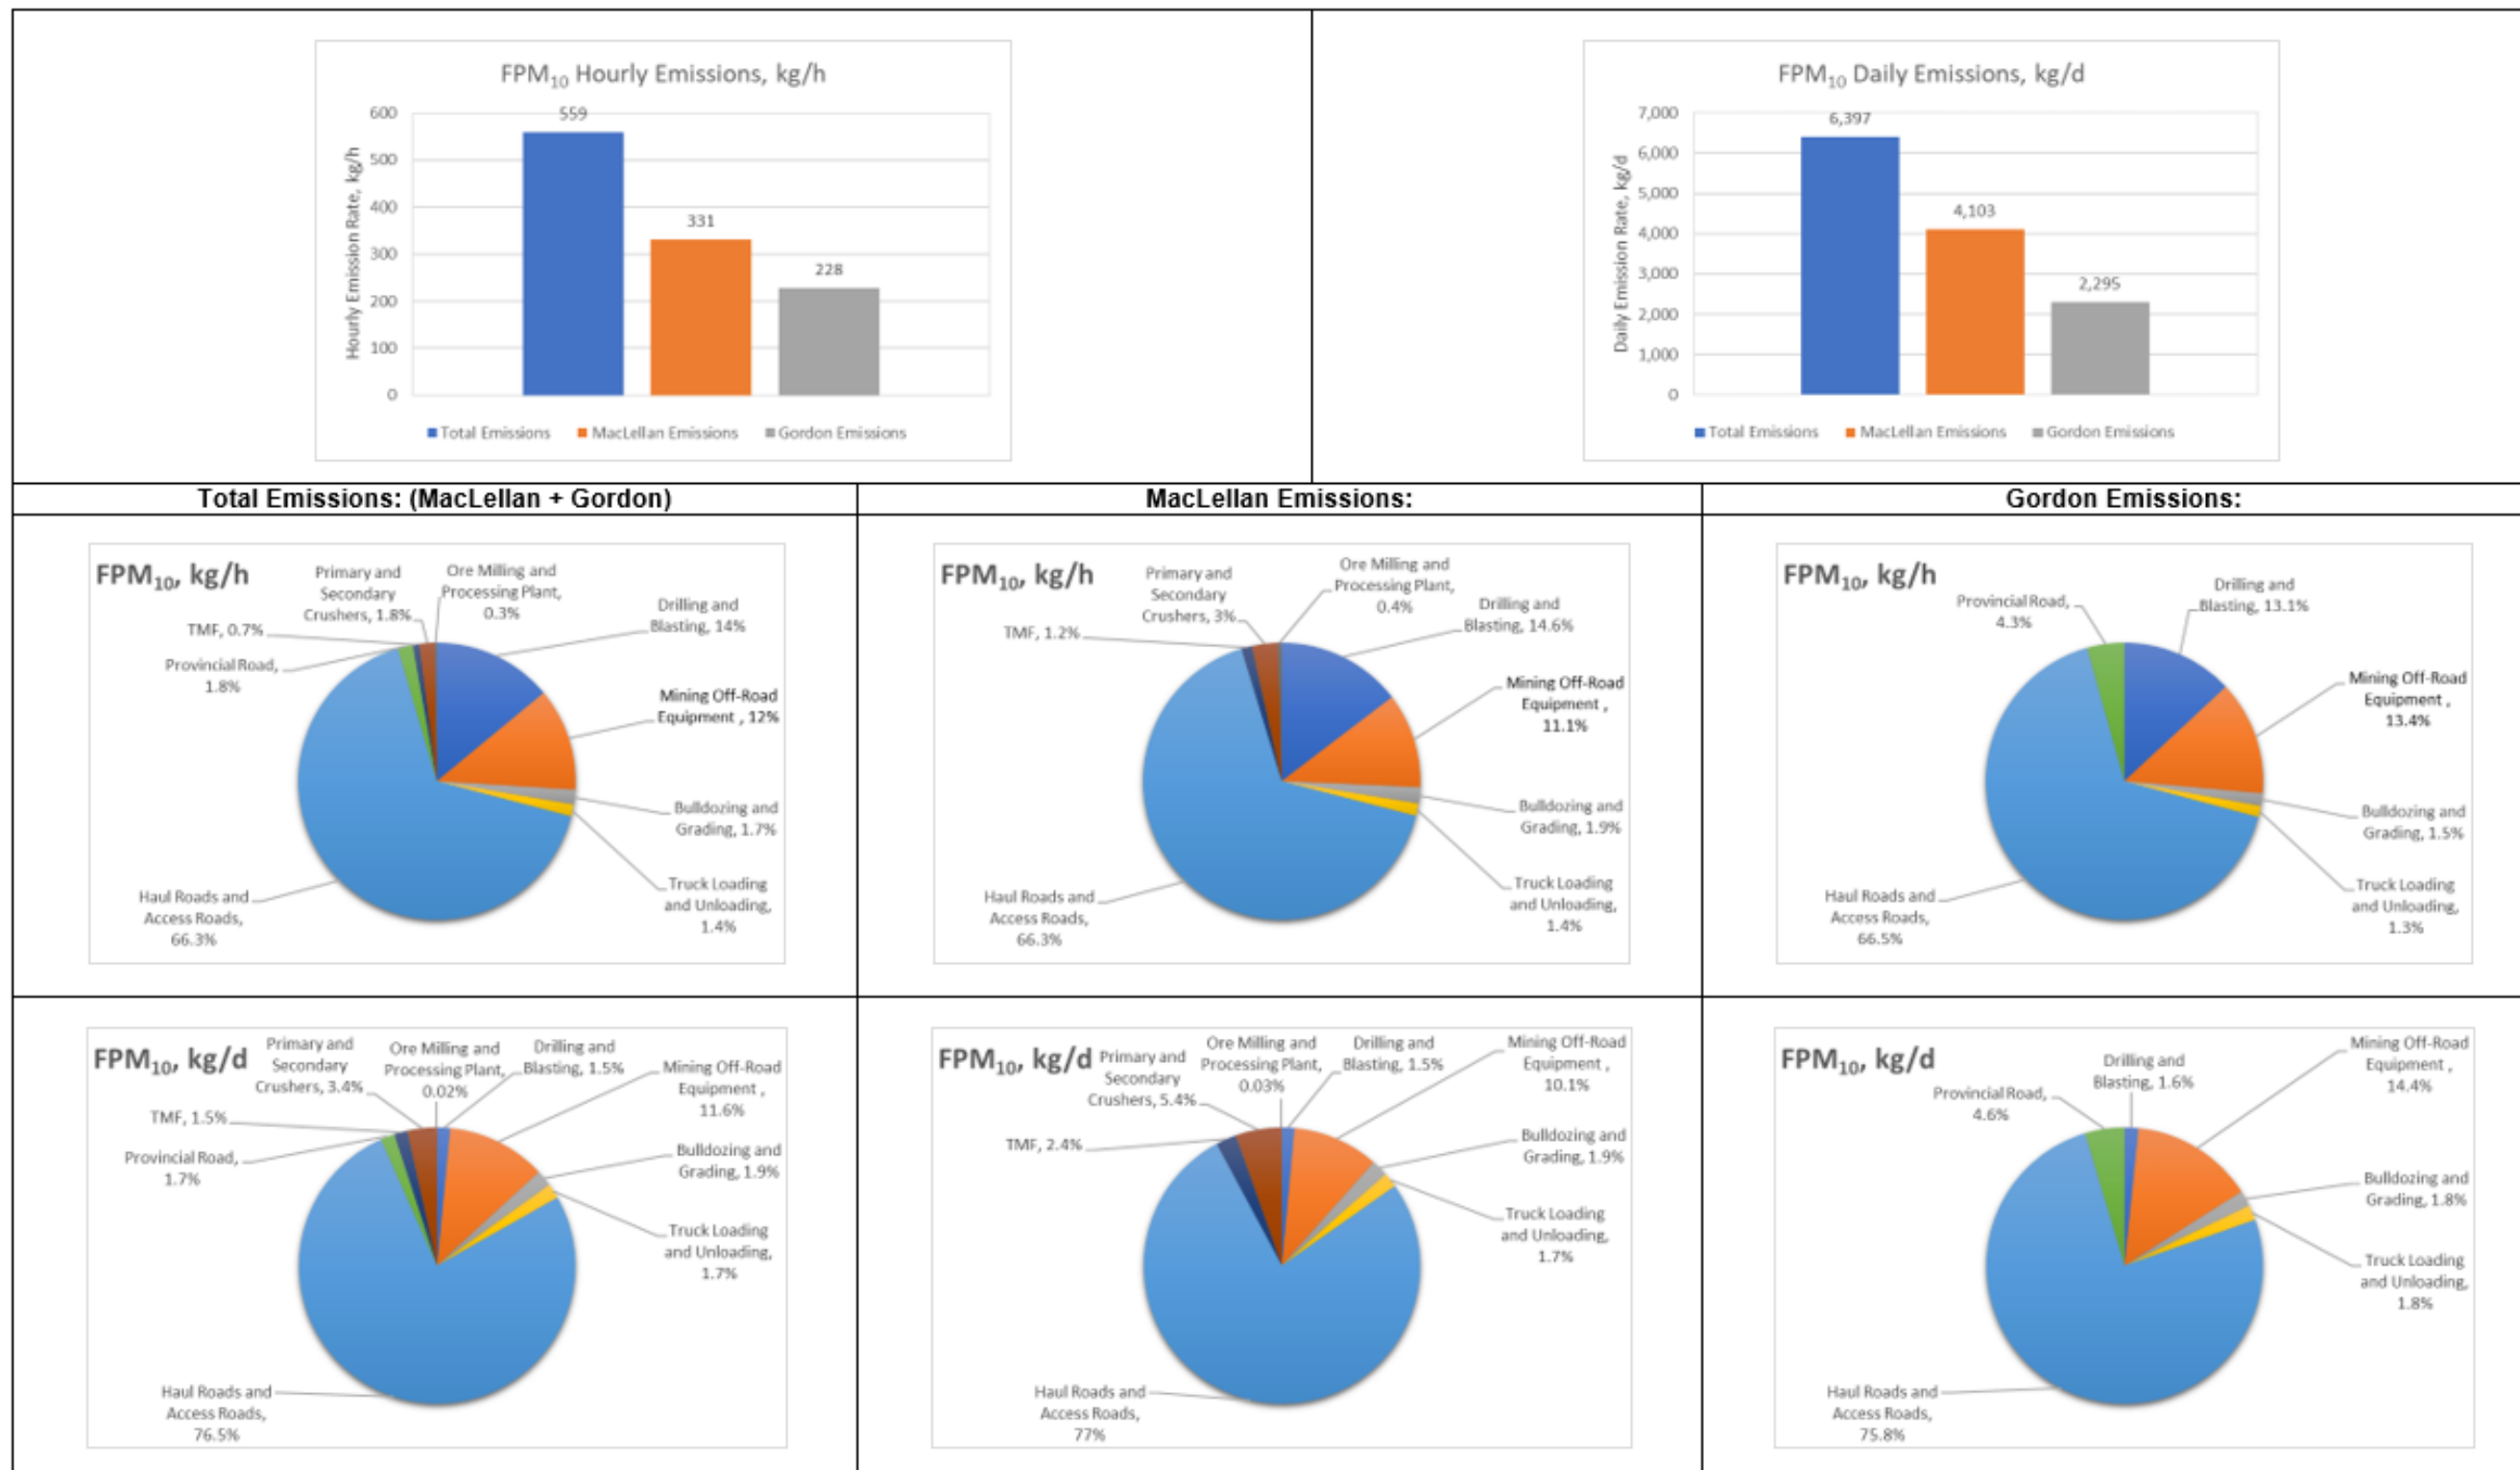 FPM10 Hourly Emissions, kg/h
Hourly Emission Rate, kg/h
600
500
400
300
200
100
0
559
331
228
Total Emissions
MacLellan Emissions
Gordon Emissions
FPM10 Daily Emissions, kg/d
Daily Emission Rate, kg/d
7,000
6,000
5,000
4,000
3,000
2,000
1,000
0
6,397
4,103
2,295
Total Emissions
MacLellan Emissions
Gordon Emissions
Total Emissions: (MacLellan + Gordon)
MacLellan Emissions:
Gordon Emissions:
FPM10, kg/h
Primary and
Secondary
Crushers, 1.8%
Ore Milling and
Processing Plant,
0.3%
Drilling and
Blasting, 14%
TMF, 0.7%
Provincial Road,
1.8%
Mining Off-Road
Equipment , 12%
Bulldozing and
Grading, 1.7%
Truck Loading
and Unloading,
1.4%
Haul Roads and
Access Roads,
66.3%
FPM10, kg/h
Primary and
Secondary
Crushers, 3%
Ore Milling and
Processing Plant,
0.4%
Drilling and
Blasting, 14.6%
TMF, 1.2%
Mining Off-Road
Equipment ,
11.1%
Bulldozing and
Grading, 1.9%
Truck Loading
and Unloading,
1.4%
Haul Roads and
Access Roads,
66.3%
FPM10, kg/h
Provincial Road,
4.3%
Drilling and
Blasting, 13.1%
Mining Off-Road
Equipment ,
13.4%
Bulldozing and
Grading, 1.5%
Truck Loading
and Unloading,
1.3%
Haul Roads and
Access Roads,
66.5%
FPM10, kg/d
Primary and
Secondary
Crushers, 3.4%
Ore Milling and
Processing Plant,
0.02%
Drilling and
Blasting, 1.5%
Mining Off-Road
Equipment ,
11.6%
TMF, 1.5%
Provincial Road,
1.7%
Bulldozing and
Grading, 1.9%
Truck Loading
and Unloading,
1.7%
Haul Roads and
Access Roads,
76.5%
FPM10, kg/d
Primary and
Secondary
Crushers, 5.4%
Ore Milling and
Processing Plant,
0.03%
Drilling and
Blasting, 1.5%
Mining Off-Road
Equipment ,
10.1%
TMF, 2.4%
Bulldozing and
Grading, 1.9%
Truck Loading
and Unloading,
1.7%
Haul Roads and
Access Roads,
77%
FPM10, kg/d
Provincial Road,
4.6%
Drilling and
Blasting, 1.6%
Mining Off-Road
Equipment ,
14.4%
Bulldozing and
Grading, 1.8%
Truck Loading
and Unloading,
1.8%
Haul Roads and
Access Roads,
75.8%